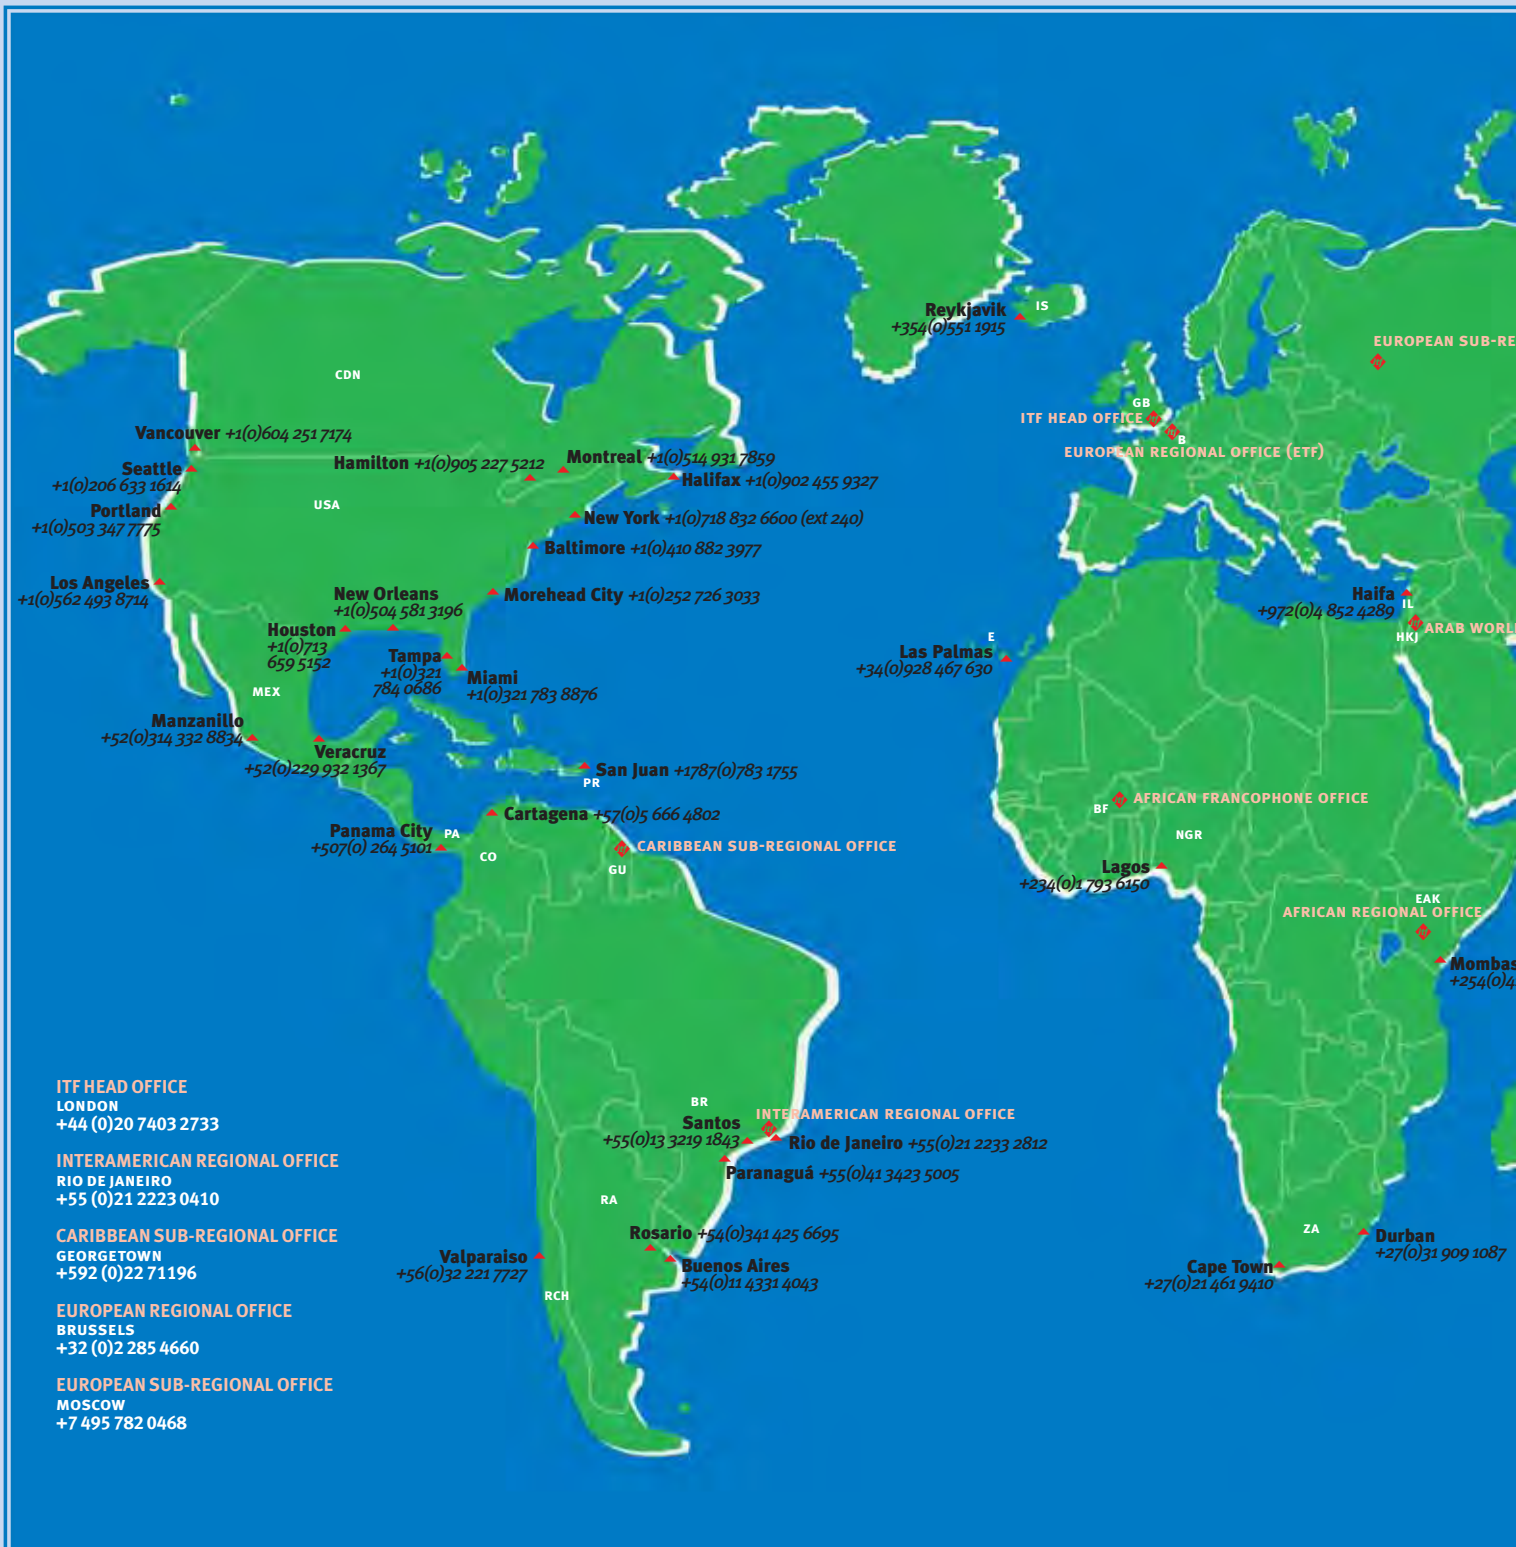 Reykjavik
+354(0)551 1915
IS
EUROPEAN SUB-RE
CDN
GB
ITF HEAD OFFICE
B
EUROPEAN REGIONAL OFFICE (ETF)
Vancouver +1(0)604 251 7174
Hamilton +1(0)905 227 5212
Montreal +1(0)514 931 7859
Seattle
+1(0)206 633 1614
Halifax +1(0)902 455 9327
USA
Portland
+1(0)503 347 7775
New York +1(0)718 832 6600 (ext 240)
Baltimore +1(0)410 882 3977
Los Angeles
+1(0)562 493 8714
New Orleans
+1(0)504 581 3196
Morehead City +1(0)252 726 3033
Haifa
+972(0)4 852 4289
IL
ARAB WORL
HKJ
Houston
+1(0)713
659 5152
Tampa
+1(0)321
784 0686
Miami
+1(0)321 783 8876
E
Las Palmas
+34(0)928 467 630
MEX
Manzanillo
+52(0)314 332 8834
Veracruz
+52(0)229 932 1367
San Juan +1787(0)783 1755
PR
Cartagena +57(0)5 666 4802
Panama City
+507(0) 264 5101
PA
CO
CARIBBEAN SUB-REGIONAL OFFICE
GU
BF
AFRICAN FRANCOPHONE OFFICE
NGR
Lagos
+234(0)1 793 6150
EAK
AFRICAN REGIONAL OFFICE
Mombas
+254(0)4
ITF HEAD OFFICE
LONDON
+44 (0)20 7403 2733
INTERAMERICAN REGIONAL OFFICE
RIO DE JANEIRO
+55 (0)21 2223 0410
CARIBBEAN SUB-REGIONAL OFFICE
GEORGETOWN
+592 (0)22 71196
EUROPEAN REGIONAL OFFICE
BRUSSELS
+32 (0)2 285 4660
EUROPEAN SUB-REGIONAL OFFICE
MOSCOW
+7 495 782 0468
BR
INTERAMERICAN REGIONAL OFFICE
Santos
+55(0)13 3219 1843
Rio de Janeiro +55(0)21 2233 2812
Paranaguá +55(0)41 3423 5005
RA
Rosario +54(0)341 425 6695
Valparaiso
+56(0)32 221 7727
Buenos Aires
+54(0)11 4331 4043
RCH
ZA
Durban
+27(0)31 909 1087
Cape Town
+27(0)21 461 9410